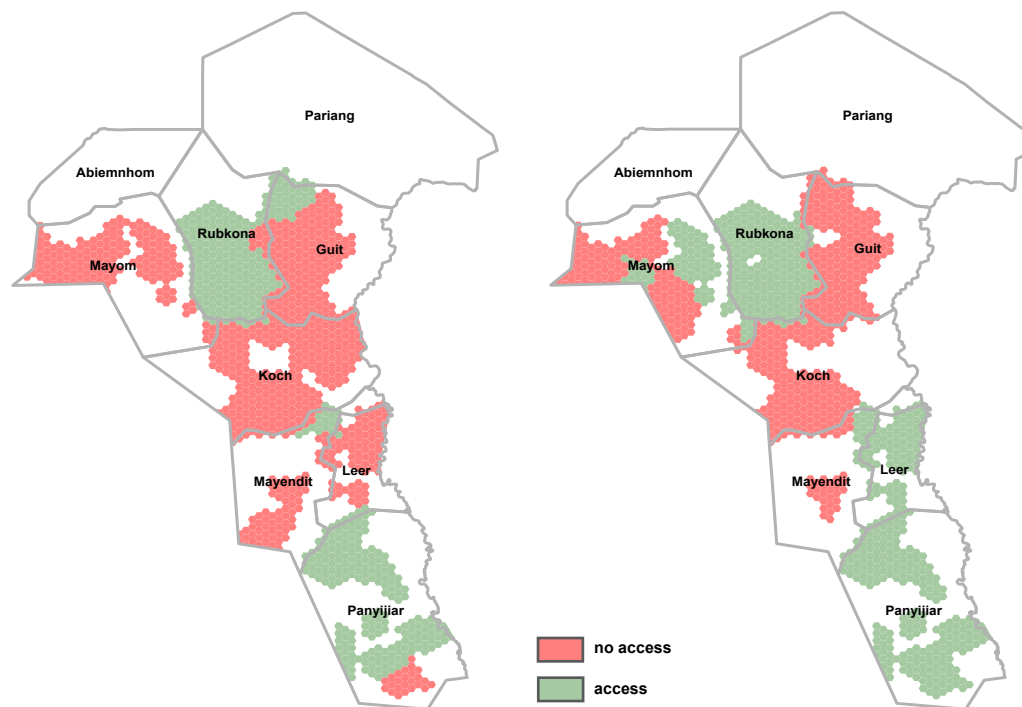 Pariang
Abiemnhom
Rubkona
Guit
Mayom
Koch
Leer
Mayendit
Panyijiar
Pariang
Abiemnhom
Rubkona
Guit
Mayom
Koch
Leer
Mayendit
Panyijiar
no access
access